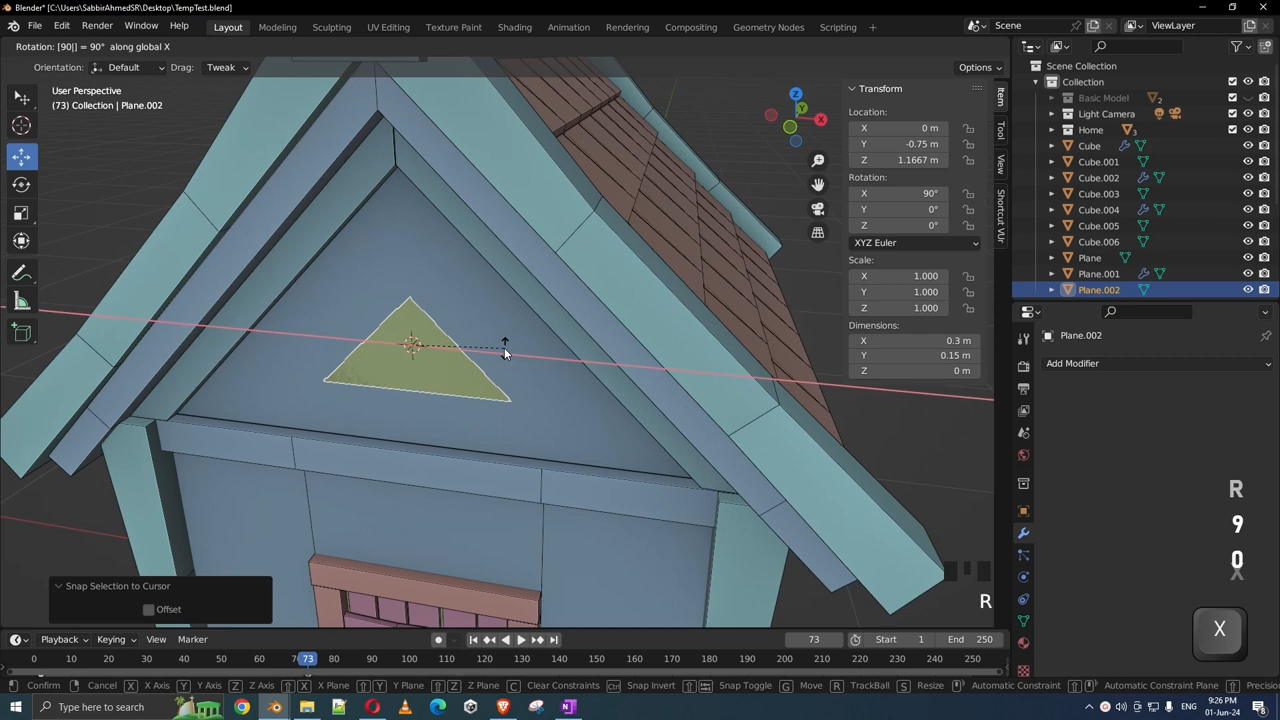 Blender* [C:\Users\SabbirAhmedSR\Desktop\TempTest.blend]
File Edit Render Window Help Layout Modeling Sculpting UV Editing Texture Paint Shading Animation Rendering Compositing Geometry Nodes Scripting Scene ViewLayer
Rotation: [90|] = 90° along global X
Orientation: Default Drag: Tweak Options
User Perspective
(73) Collection | Plane.002
Z
Y
X
Transform
Location:
X 0 m
Y -0.75 m
Z 1.1667 m
Rotation:
X 90°
Y 0°
Z 0°
XYZ Euler
Scale:
X 1.000
Y 1.000
Z 1.000
Dimensions:
X 0.3 m
Y 0.15 m
Z 0 m
Item
Tool
View
Shortcut VUr
Scene Collection
Collection
Basic Model 2
Light Camera
Home 3
Cube
Cube.001
Cube.002
Cube.003
Cube.004
Cube.005
Cube.006
Plane
Plane.001
Plane.002
Plane.002
Add Modifier
R
9
0
X
R
X
Snap Selection to Cursor
Offset
Playback Keying View Marker 73 Start 1 End 250
0 10 20 30 40 50 60 70 73 80 90 100 110 120 130 140 150 160 170 180 190 200 210 220 230 240 250
Confirm Cancel X X Axis Y Y Axis Z Z Axis X X Plane Y Y Plane Z Z Plane C Clear Constraints Ctrl Snap Invert Snap Toggle G Move R TrackBall S Resize Automatic Constraint Automatic Constraint Plane Precision
Type here to search
9:26 PM
01-Jun-24